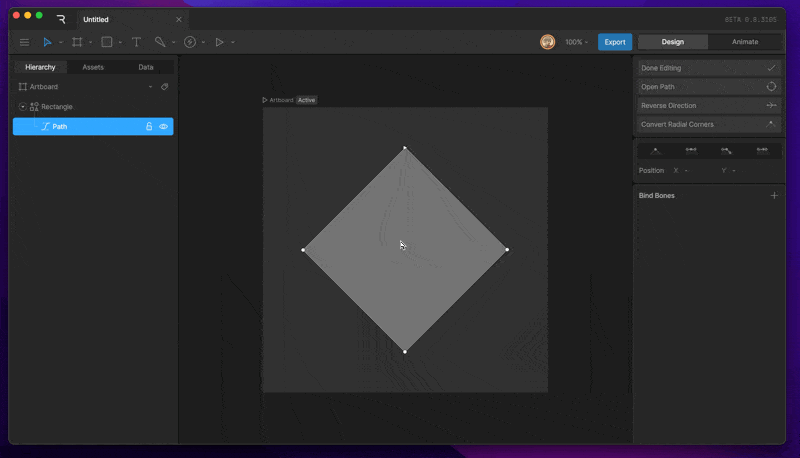 Untitled
BETA 0.8.3105
100%
Export
Design
Animate
Hierarchy
Assets
Data
Artboard
Rectangle
Path
Artboard
Active
Done Editing
Open Path
Reverse Direction
Convert Radial Corners
Position X - Y -
Bind Bones